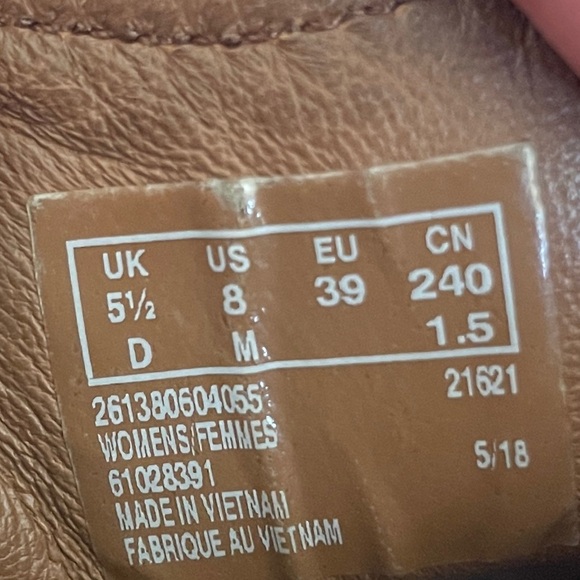 UK US EU CN
5½ 8 39 240
D M 1.5
261380604055 21621
WOMENS/FEMMES
61028391 5/18
MADE IN VIETNAM
FABRIQUE AU VIETNAM